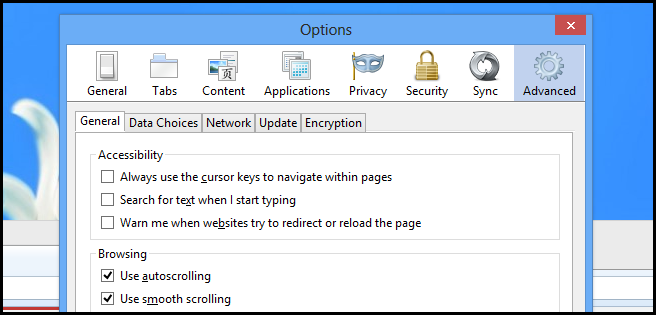 Options
General Tabs Content Applications Privacy Security Sync Advanced
General Data Choices Network Update Encryption
Accessibility
Always use the cursor keys to navigate within pages
Search for text when I start typing
Warn me when websites try to redirect or reload the page
Browsing
Use autoscrolling
Use smooth scrolling